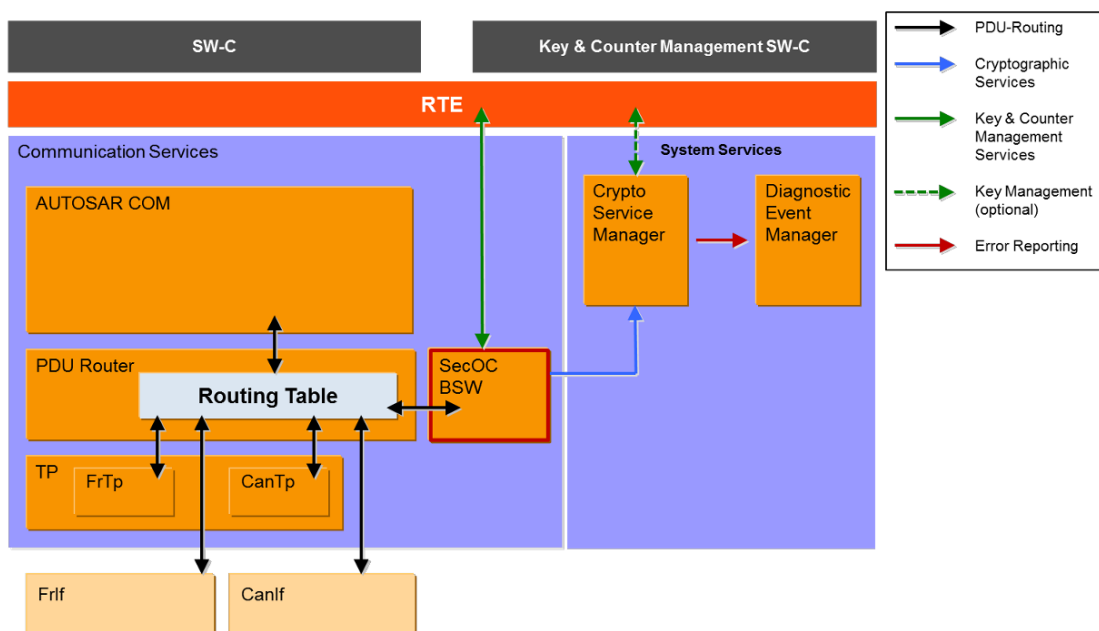 SW-C
Key & Counter Management SW-C
RTE
Communication Services
System Services
AUTOSAR COM
Crypto
Service
Manager
Diagnostic
Event
Manager
PDU Router
Routing Table
SecOC
BSW
TP
FrTp
CanTp
FrIf
CanIf
PDU-Routing
Cryptographic
Services
Key & Counter
Management
Services
Key Management
(optional)
Error Reporting